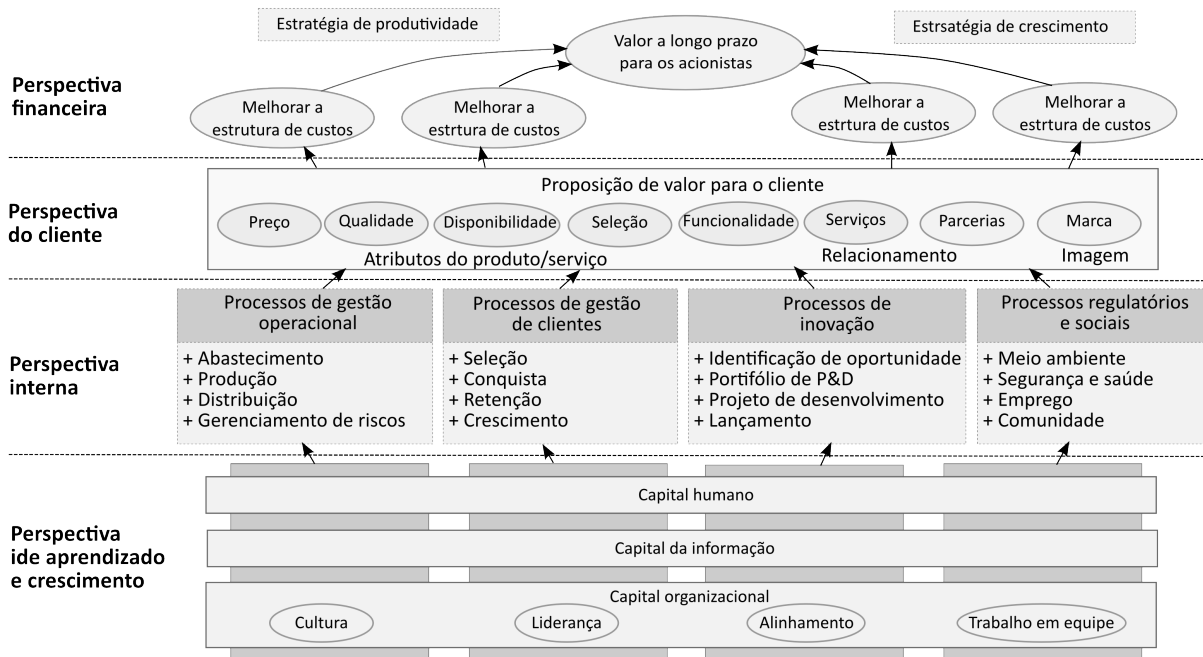 Estratégia de produtividade
Estrsatégia de crescimento
Valor a longo prazo
para os acionistas
Perspectiva
financeira
Melhorar a
estrutura de custos
Melhorar a
estrtura de custos
Melhorar a
estrtura de custos
Melhorar a
estrtura de custos
Perspectiva
do cliente
Proposição de valor para o cliente
Preço
Qualidade
Disponibilidade
Seleção
Funcionalidade
Serviços
Parcerias
Marca
Atributos do produto/serviço
Relacionamento
Imagem
Perspectiva
interna
Processos de gestão
operacional
+ Abastecimento
+ Produção
+ Distribuição
+ Gerenciamento de riscos
Processos de gestão
de clientes
+ Seleção
+ Conquista
+ Retenção
+ Crescimento
Processos de
inovação
+ Identificação de oportunidade
+ Portifólio de P&D
+ Projeto de desenvolvimento
+ Lançamento
Processos regulatórios
e sociais
+ Meio ambiente
+ Segurança e saúde
+ Emprego
+ Comunidade
Perspectiva
ide aprendizado
e crescimento
Capital humano
Capital da informação
Capital organizacional
Cultura
Liderança
Alinhamento
Trabalho em equipe